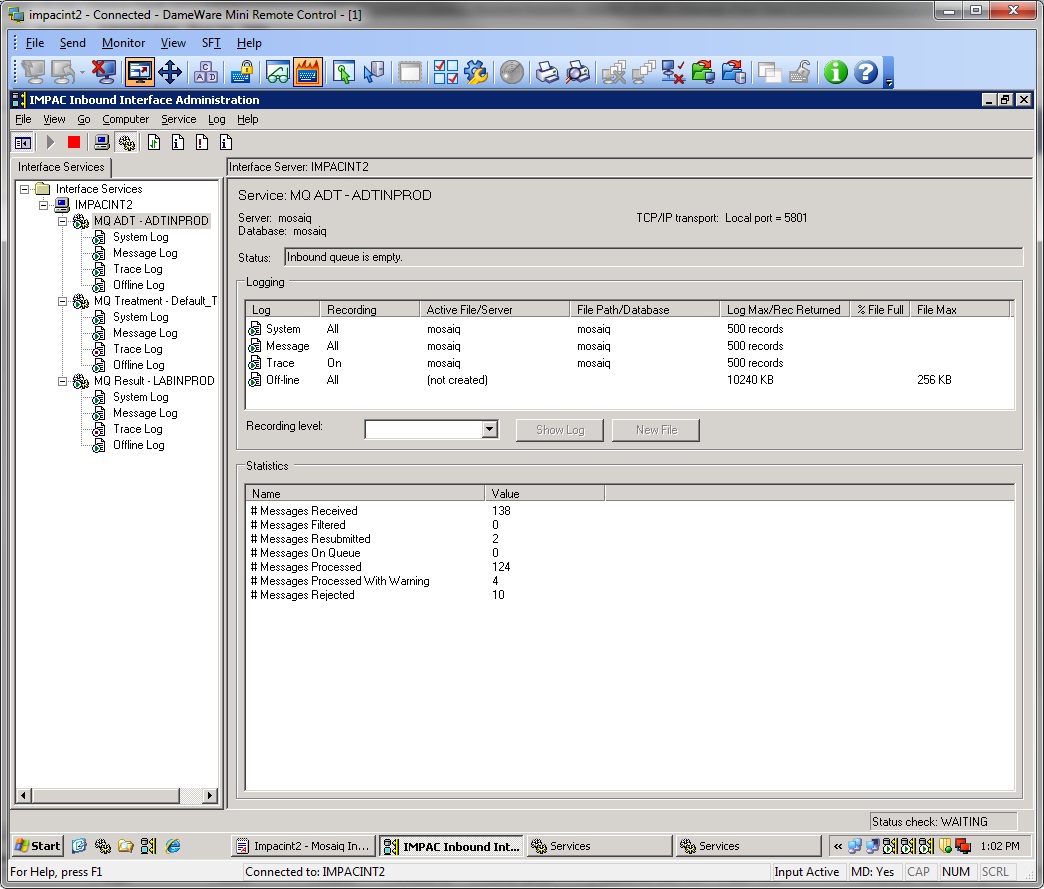 impacint2 - Connected - DameWare Mini Remote Control - [1]
File Send Monitor View SFT Help
IMPAC Inbound Interface Administration
File View Go Computer Service Log Help
Interface Services
Interface Server: IMPACINT2
Interface Services
IMPACINT2
MQ ADT - ADTINPROD
System Log
Message Log
Trace Log
Offline Log
MQ Treatment - Default_T
System Log
Message Log
Trace Log
Offline Log
MQ Result - LABINPROD
System Log
Message Log
Trace Log
Offline Log
Service: MQ ADT - ADTINPROD
Server: mosaiq
TCP/IP transport: Local port = 5801
Database: mosaiq
Status: Inbound queue is empty.
Logging
Log Recording Active File/Server File Path/Database Log Max/Rec Returned % File Full File Max
System All mosaiq mosaiq 500 records
Message All mosaiq mosaiq 500 records
Trace On mosaiq mosaiq 500 records
Off-line All (not created) 10240 KB 256 KB
Recording level: Show Log New File
Statistics
Name Value
# Messages Received 138
# Messages Filtered 0
# Messages Resubmitted 2
# Messages On Queue 0
# Messages Processed 124
# Messages Processed With Warning 4
# Messages Rejected 10
Status check: WAITING
Start Impacint2 - Mosaiq In... IMPAC Inbound Int... Services Services « 1:02 PM
For Help, press F1 Connected to: IMPACINT2 Input Active MD: Yes CAP NUM SCRL